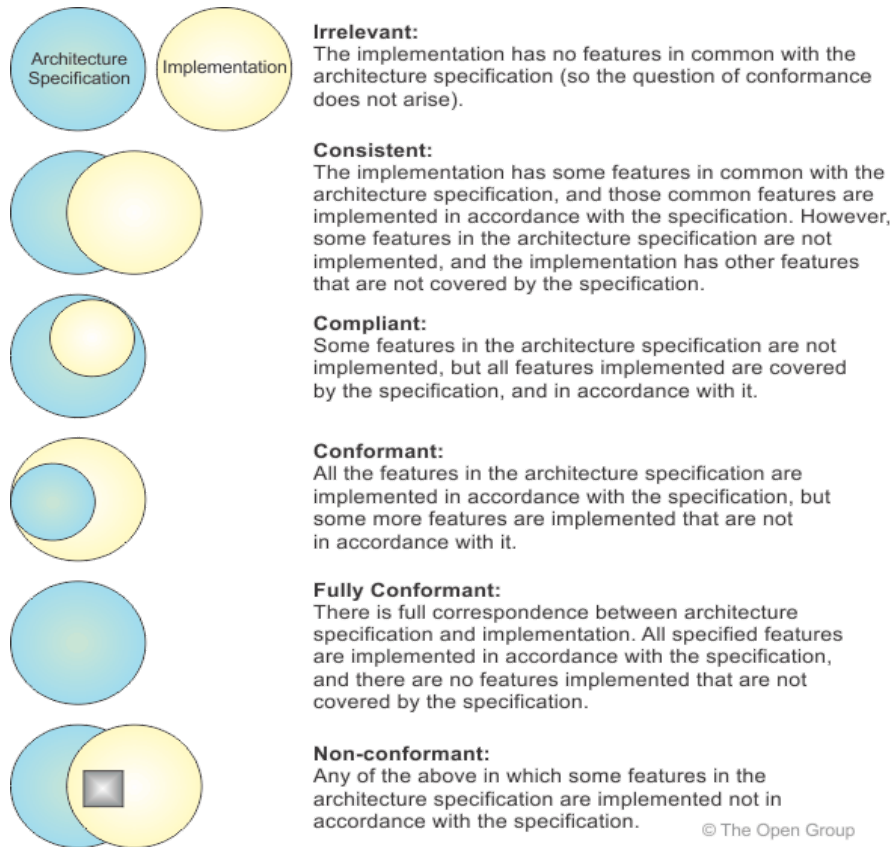 Architecture
Specification
Implementation
Irrelevant:
The implementation has no features in common with the
architecture specification (so the question of conformance
does not arise).
Consistent:
The implementation has some features in common with the
architecture specification, and those common features are
implemented in accordance with the specification. However,
some features in the architecture specification are not
implemented, and the implementation has other features
that are not covered by the specification.
Compliant:
Some features in the architecture specification are not
implemented, but all features implemented are covered
by the specification, and in accordance with it.
Conformant:
All the features in the architecture specification are
implemented in accordance with the specification, but
some more features are implemented that are not
in accordance with it.
Fully Conformant:
There is full correspondence between architecture
specification and implementation. All specified features
are implemented in accordance with the specification,
and there are no features implemented that are not
covered by the specification.
Non-conformant:
Any of the above in which some features in the
architecture specification are implemented not in
accordance with the specification.
© The Open Group